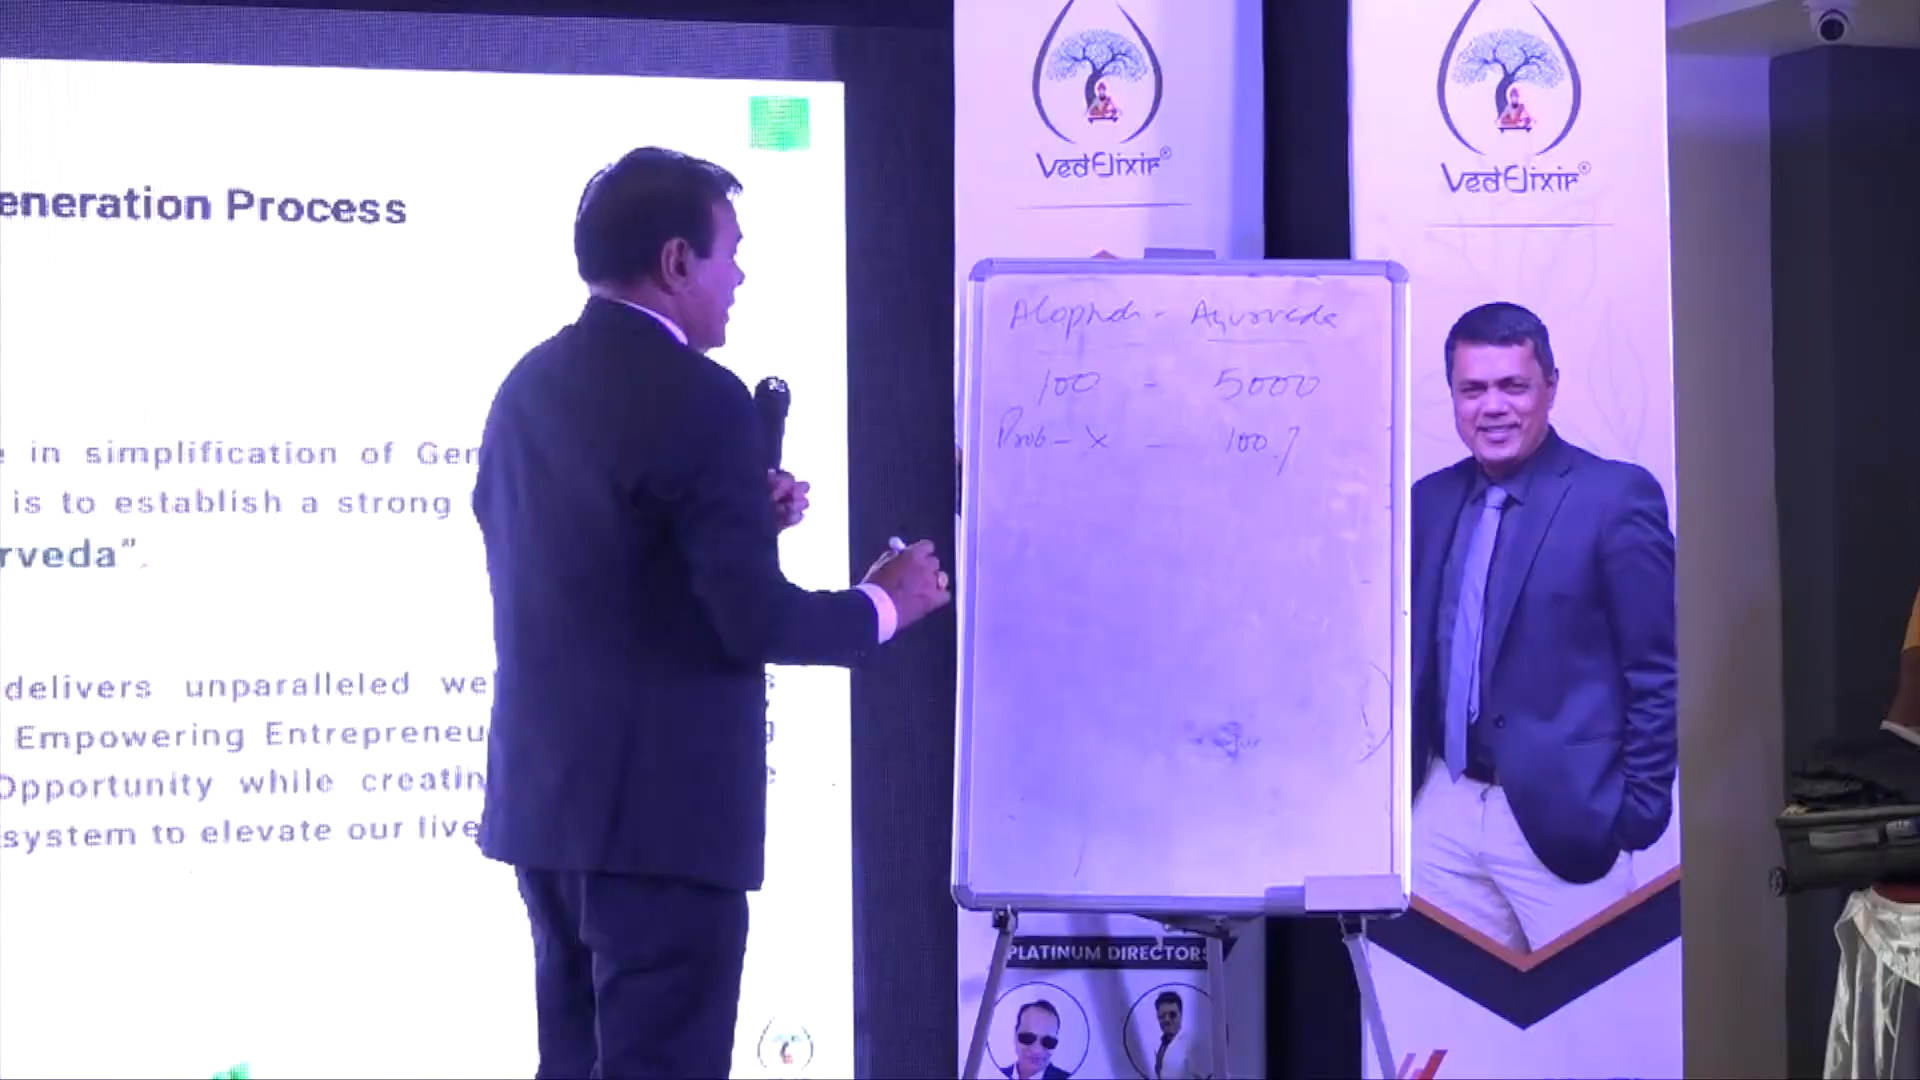 eneration Process
in simplification of Ger
is to establish a strong
rveda”.
delivers unparalleled we
Empowering Entrepreneu
Opportunity while creatin
system to elevate our live
VedElixir®
VedElixir®
Ayurveda
100 - 5000
Prob - X - 100%
PLATINUM DIRECTORS